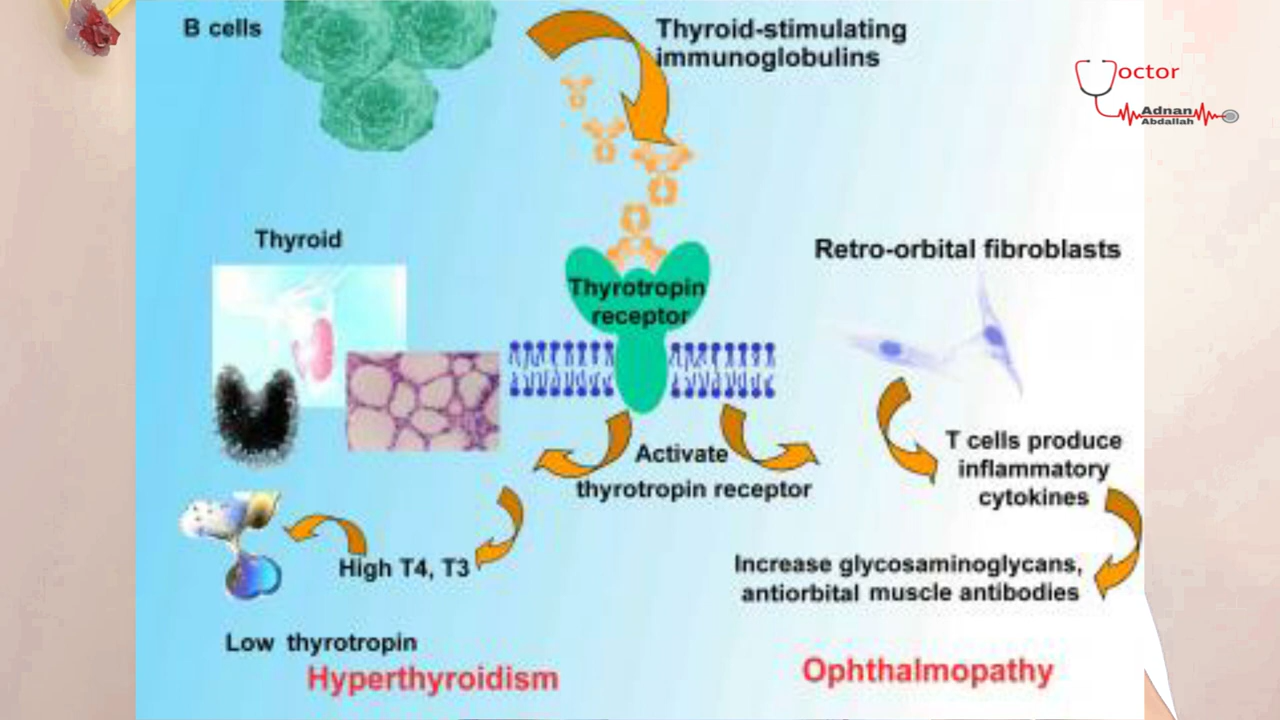 B cells
Thyroid-stimulating
immunoglobulins
octor
Adnan
Abdallah
Thyroid
Retro-orbital fibroblasts
Thyrotropin
receptor
Activate
thyrotropin receptor
T cells produce
inflammatory
cytokines
High T4, T3
Increase glycosaminoglycans,
antiorbital muscle antibodies
Low thyrotropin
Hyperthyroidism
Ophthalmopathy